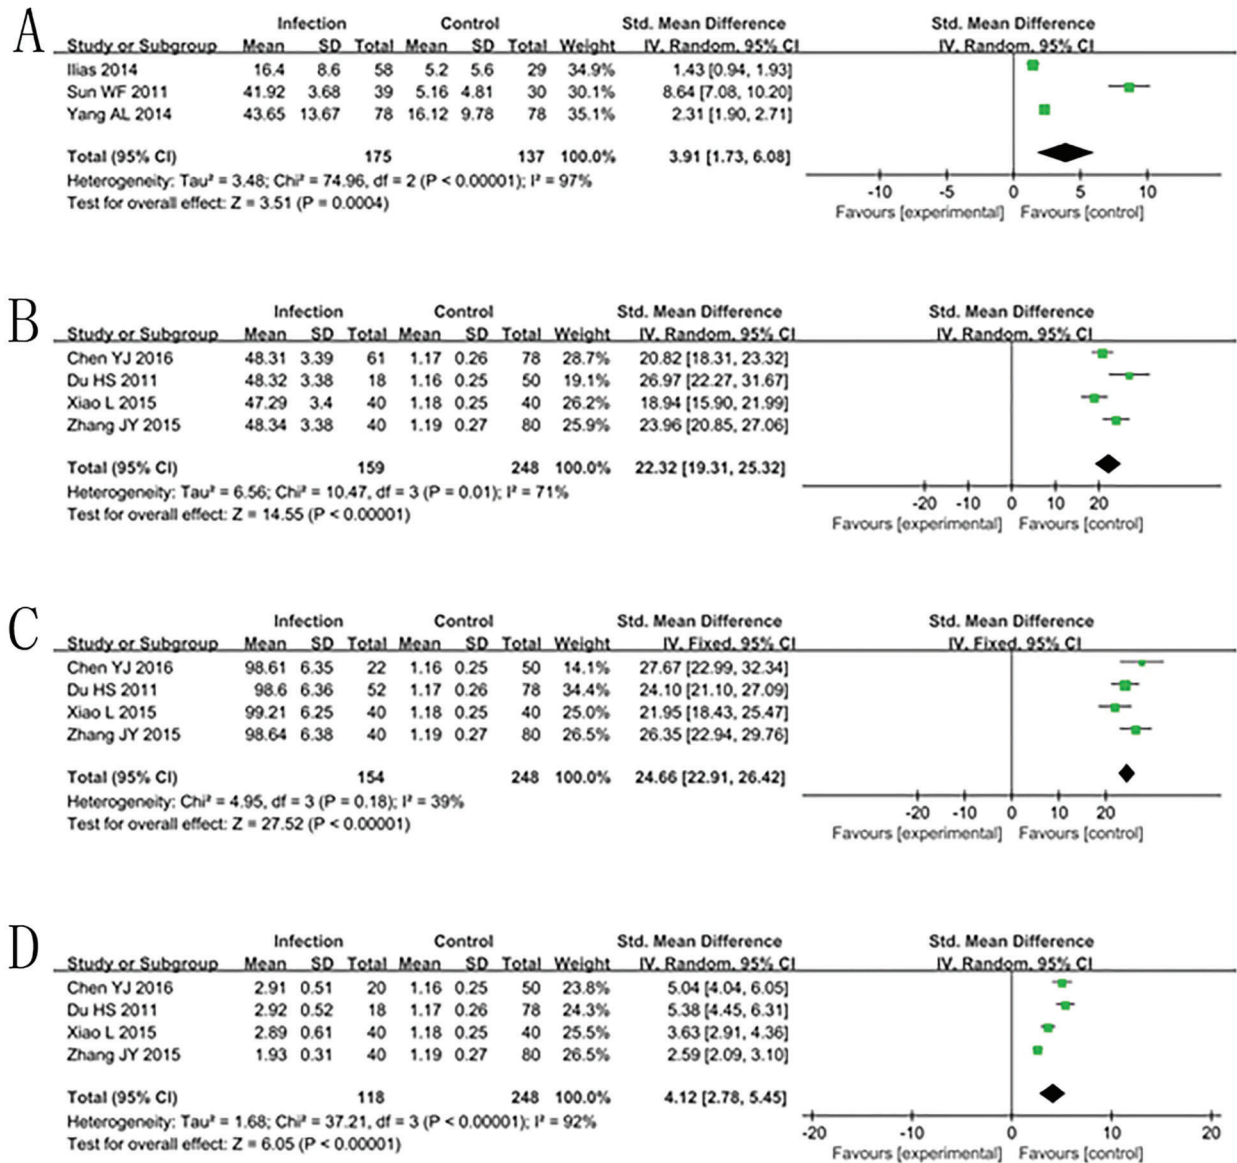 A
Infection Control Std. Mean Difference Std. Mean Difference
Study or Subgroup Mean SD Total Mean SD Total Weight IV, Random, 95% CI IV, Random, 95% CI
Ilias 2014 16.4 8.6 58 5.2 5.6 29 34.9% 1.43 [0.94, 1.93]
Sun WF 2011 41.92 3.68 39 5.16 4.81 30 30.1% 8.64 [7.08, 10.20]
Yang AL 2014 43.65 13.67 78 16.12 9.78 78 35.1% 2.31 [1.90, 2.71]
Total (95% CI) 175 137 100.0% 3.91 [1.73, 6.08]
Heterogeneity: Tau² = 3.48; Chi² = 74.96, df = 2 (P < 0.00001); I² = 97%
Test for overall effect: Z = 3.51 (P = 0.0004)
-10 -5 0 5 10
Favours [experimental] Favours [control]
B
Infection Control Std. Mean Difference Std. Mean Difference
Study or Subgroup Mean SD Total Mean SD Total Weight IV, Random, 95% CI IV, Random, 95% CI
Chen YJ 2016 48.31 3.39 61 1.17 0.26 78 28.7% 20.82 [18.31, 23.32]
Du HS 2011 48.32 3.38 18 1.16 0.25 50 19.1% 26.97 [22.27, 31.67]
Xiao L 2015 47.29 3.4 40 1.18 0.25 40 26.2% 18.94 [15.90, 21.99]
Zhang JY 2015 48.34 3.38 40 1.19 0.27 80 25.9% 23.96 [20.85, 27.06]
Total (95% CI) 159 248 100.0% 22.32 [19.31, 25.32]
Heterogeneity: Tau² = 6.56; Chi² = 10.47, df = 3 (P = 0.01); I² = 71%
Test for overall effect: Z = 14.55 (P < 0.00001)
-20 -10 0 10 20
Favours [experimental] Favours [control]
C
Infection Control Std. Mean Difference Std. Mean Difference
Study or Subgroup Mean SD Total Mean SD Total Weight IV, Fixed, 95% CI IV, Fixed, 95% CI
Chen YJ 2016 98.61 6.35 22 1.16 0.25 50 14.1% 27.67 [22.99, 32.34]
Du HS 2011 98.6 6.36 52 1.17 0.26 78 34.4% 24.10 [21.10, 27.09]
Xiao L 2015 99.21 6.25 40 1.18 0.25 40 25.0% 21.95 [18.43, 25.47]
Zhang JY 2015 98.64 6.38 40 1.19 0.27 80 26.5% 26.35 [22.94, 29.76]
Total (95% CI) 154 248 100.0% 24.66 [22.91, 26.42]
Heterogeneity: Chi² = 4.95, df = 3 (P = 0.18); I² = 39%
Test for overall effect: Z = 27.52 (P < 0.00001)
-20 -10 0 10 20
Favours [experimental] Favours [control]
D
Infection Control Std. Mean Difference Std. Mean Difference
Study or Subgroup Mean SD Total Mean SD Total Weight IV, Random, 95% CI IV, Random, 95% CI
Chen YJ 2016 2.91 0.51 20 1.16 0.25 50 23.8% 5.04 [4.04, 6.05]
Du HS 2011 2.92 0.52 18 1.17 0.26 78 24.3% 5.38 [4.45, 6.31]
Xiao L 2015 2.89 0.61 40 1.18 0.25 40 25.5% 3.63 [2.91, 4.36]
Zhang JY 2015 1.93 0.31 40 1.19 0.27 80 26.5% 2.59 [2.09, 3.10]
Total (95% CI) 118 248 100.0% 4.12 [2.78, 5.45]
Heterogeneity: Tau² = 1.68; Chi² = 37.21, df = 3 (P < 0.00001); I² = 92%
Test for overall effect: Z = 6.05 (P < 0.00001)
-20 -10 0 10 20
Favours [experimental] Favours [control]